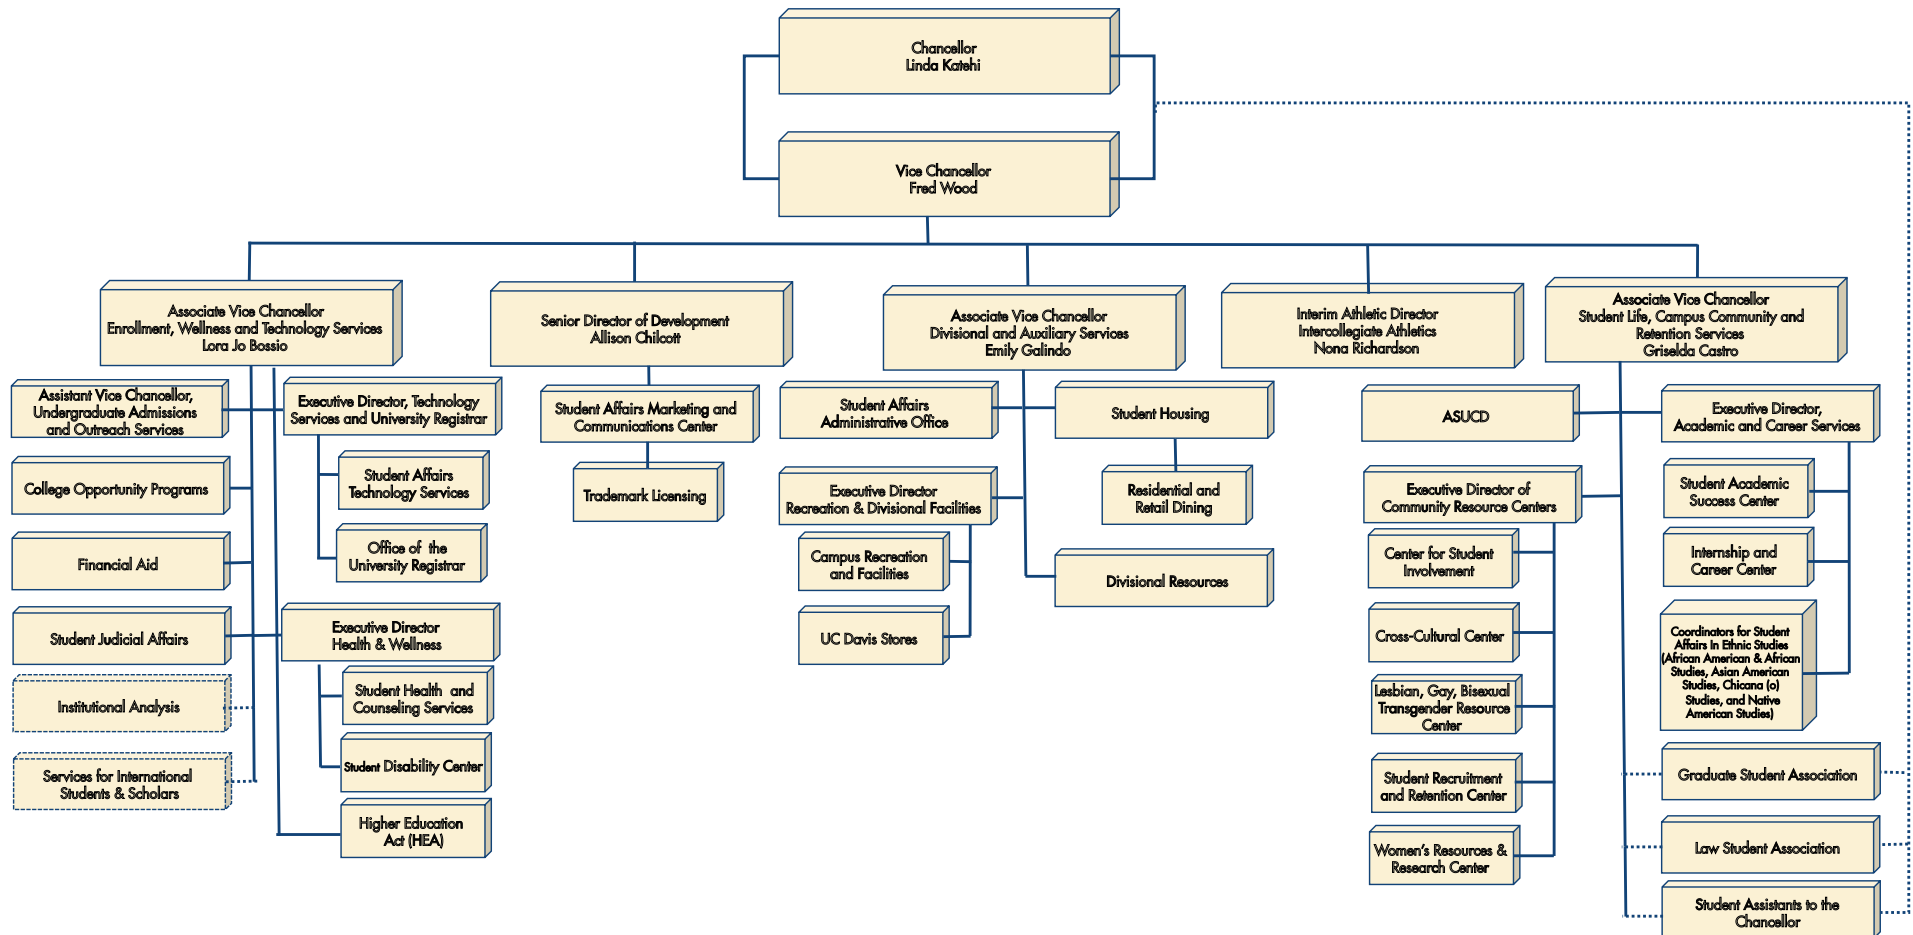 Chancellor
Linda Katehi
Vice Chancellor
Fred Wood
Associate Vice Chancellor
Enrollment, Wellness and Technology Services
Lora Jo Bossio
Senior Director of Development
Allison Chilcott
Associate Vice Chancellor
Divisional and Auxiliary Services
Emily Galindo
Interim Athletic Director
Intercollegiate Athletics
Nona Richardson
Associate Vice Chancellor
Student Life, Campus Community and
Retention Services
Griselda Castro
Assistant Vice Chancellor,
Undergraduate Admissions
and Outreach Services
College Opportunity Programs
Financial Aid
Student Judicial Affairs
Institutional Analysis
Services for International
Students & Scholars
Executive Director, Technology
Services and University Registrar
Student Affairs
Technology Services
Office of the
University Registrar
Executive Director
Health & Wellness
Student Health and
Counseling Services
Student Disability Center
Higher Education
Act (HEA)
Student Affairs Marketing and
Communications Center
Trademark Licensing
Student Affairs
Administrative Office
Executive Director
Recreation & Divisional Facilities
Campus Recreation
and Facilities
UC Davis Stores
Student Housing
Residential and
Retail Dining
Divisional Resources
ASUCD
Executive Director of
Community Resource Centers
Center for Student
Involvement
Cross-Cultural Center
Lesbian, Gay, Bisexual
Transgender Resource
Center
Student Recruitment
and Retention Center
Women's Resources &
Research Center
Executive Director,
Academic and Career Services
Student Academic
Success Center
Internship and
Career Center
Coordinators for Student
Affairs In Ethnic Studies
(African American & African
Studies, Asian American
Studies, Chicana (o)
Studies, and Native
American Studies)
Graduate Student Association
Law Student Association
Student Assistants to the
Chancellor